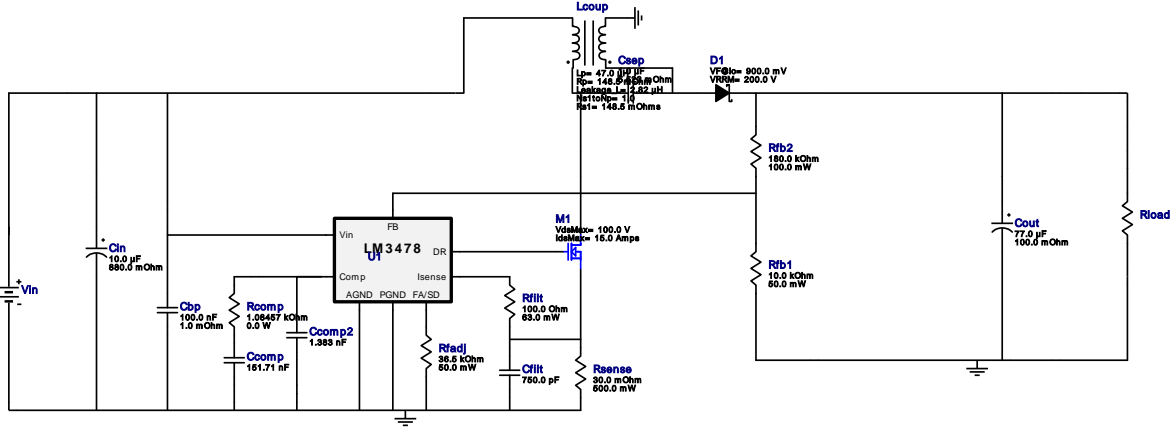 Lcoup
Lp= 47.0 µH
Rp= 148.5 mOhm
Leakage_L= 2.82 µH
Ns1toNp= 1.0
Rs1= 148.5 mOhms
Csep
1.0 µF
mOhm
D1
VF@Io= 900.0 mV
VRRM= 200.0 V
Rfb2
180.0 kOhm
100.0 mW
Rload
Cout
77.0 µF
100.0 mOhm
Rfb1
10.0 kOhm
50.0 mW
M1
VdsMax= 100.0 V
IdsMax= 15.0 Amps
FB
Vin
LM3478
U1
DR
Comp
Isense
AGND PGND FA/SD
Cin
10.0 µF
680.0 mOhm
Vin
Cbp
100.0 nF
1.0 mOhm
Rcomp
1.08457 kOhm
0.0 W
Ccomp2
1.383 nF
Ccomp
151.71 nF
Rfadj
36.5 kOhm
50.0 mW
Rfilt
100.0 Ohm
63.0 mW
Cfilt
750.0 pF
Rsense
30.0 mOhm
500.0 mW